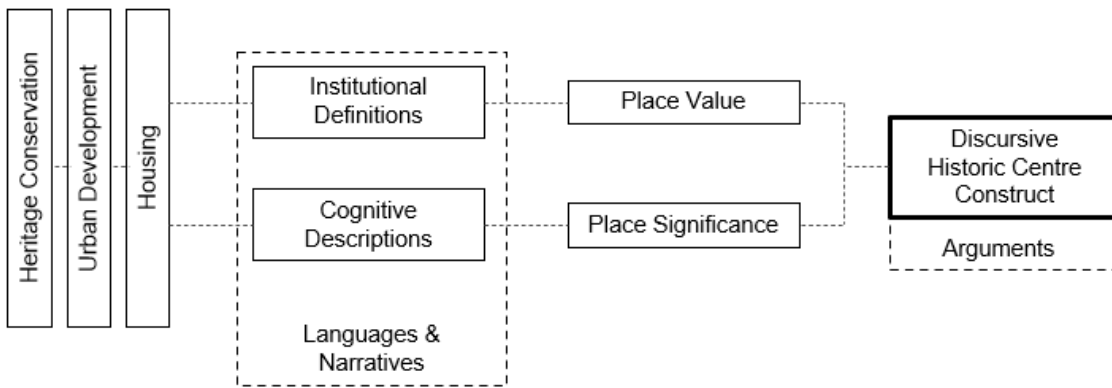 Heritage Conservation
Urban Development
Housing
Institutional
Definitions
Cognitive
Descriptions
Languages &
Narratives
Place Value
Place Significance
Discursive
Historic Centre
Construct
Arguments